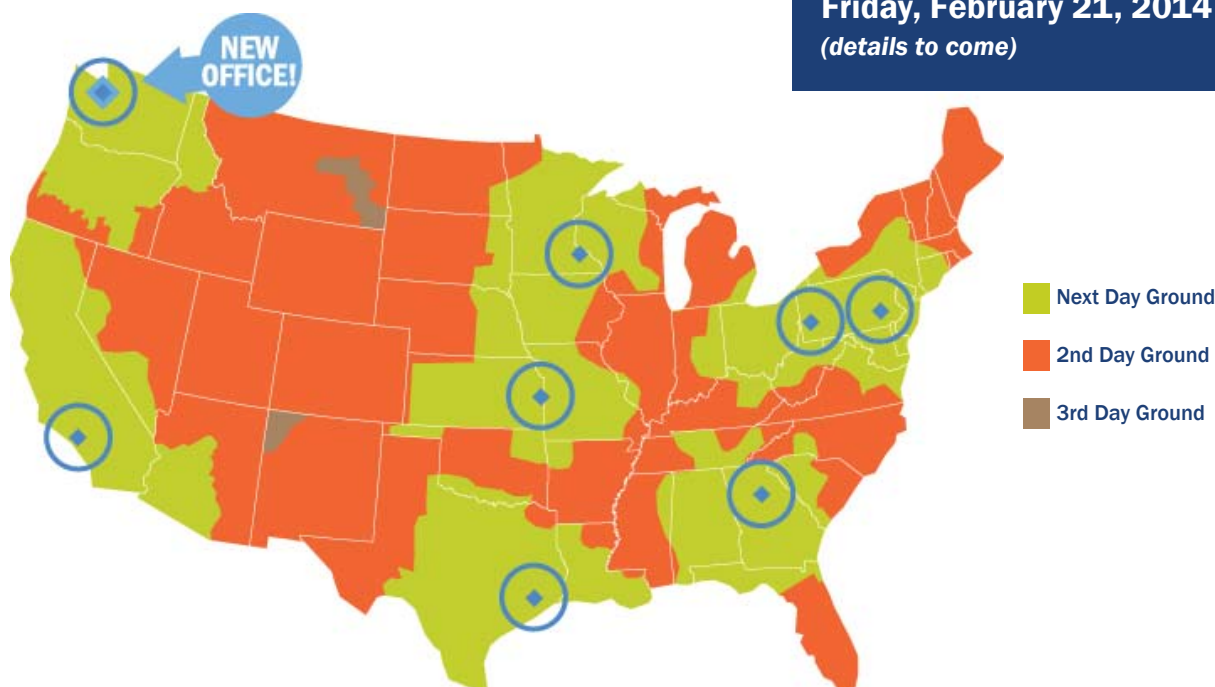 Friday, February 21, 2014
(details to come)
NEW
OFFICE!
Next Day Ground
2nd Day Ground
3rd Day Ground